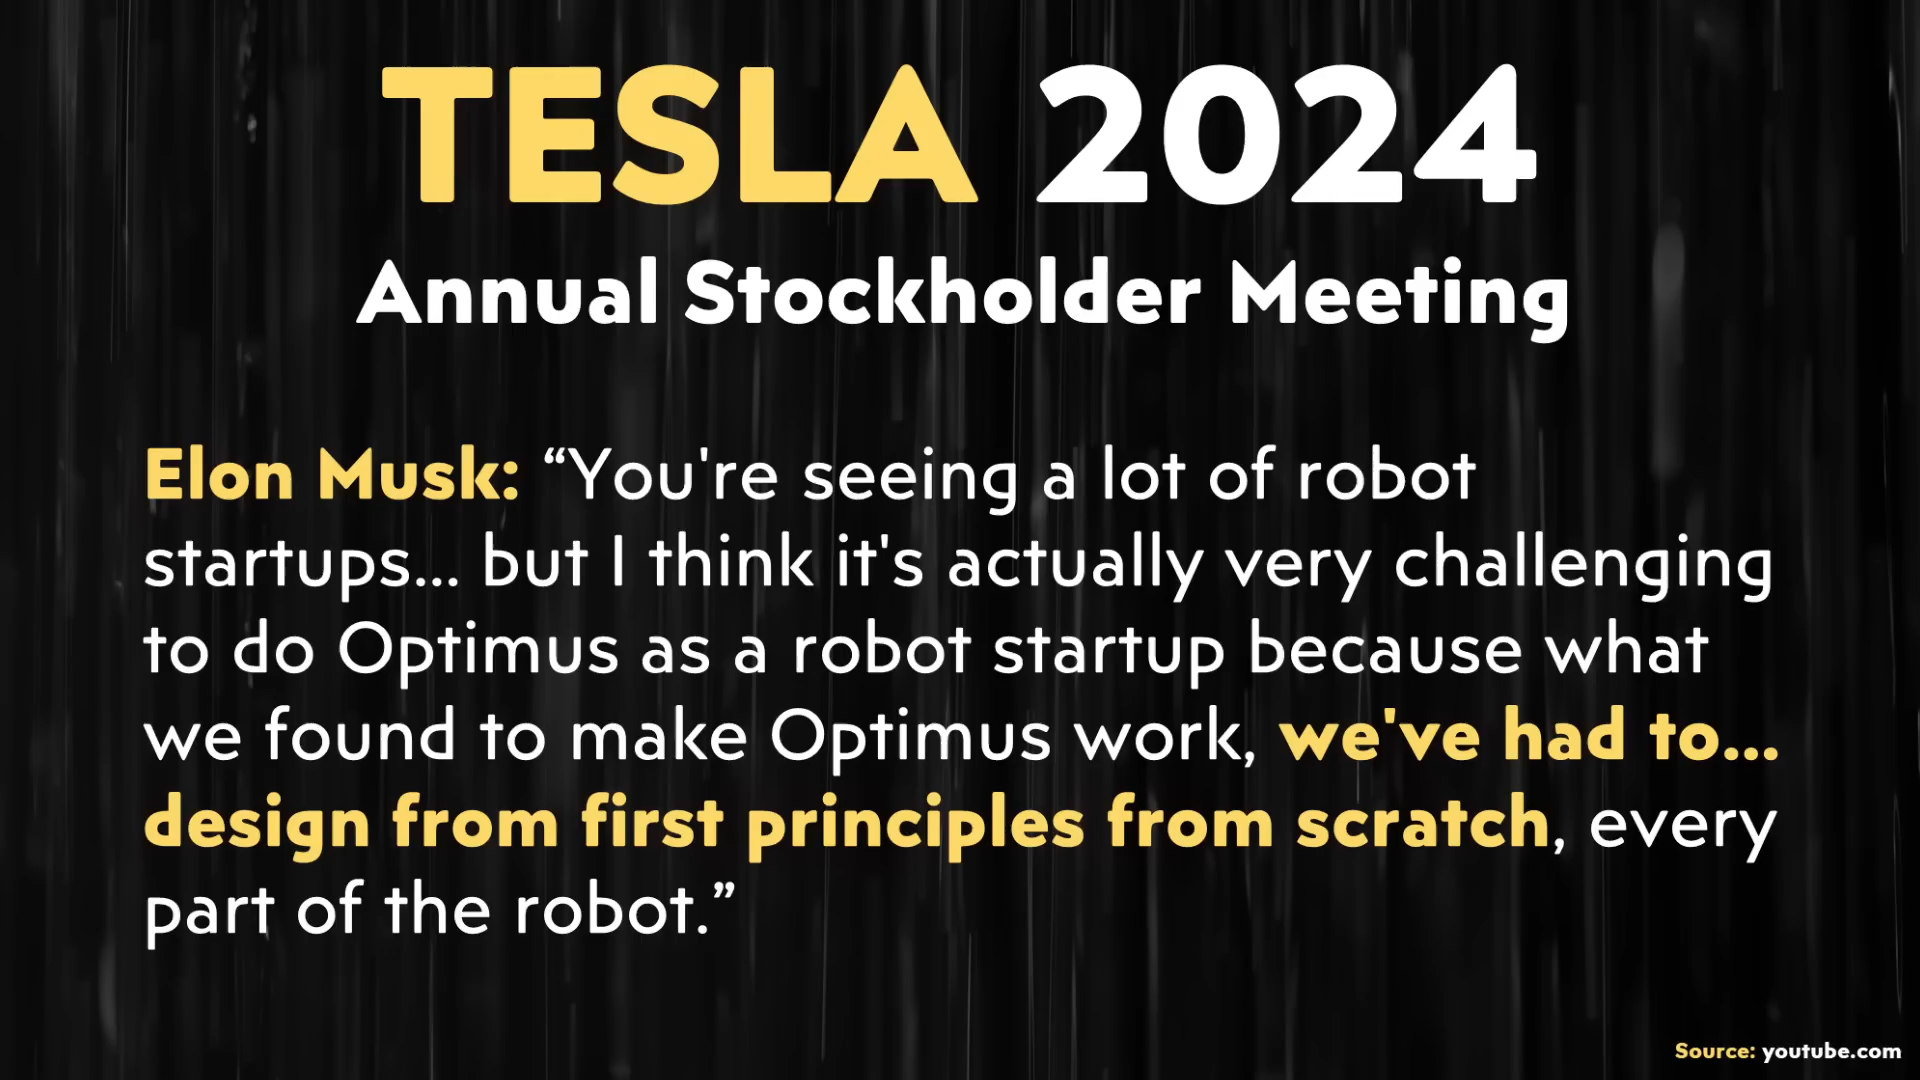 TESLA 2024
Annual Stockholder Meeting
Elon Musk: “You're seeing a lot of robot
startups... but I think it's actually very challenging
to do Optimus as a robot startup because what
we found to make Optimus work, we've had to...
design from first principles from scratch, every
part of the robot.”
Source: youtube.com